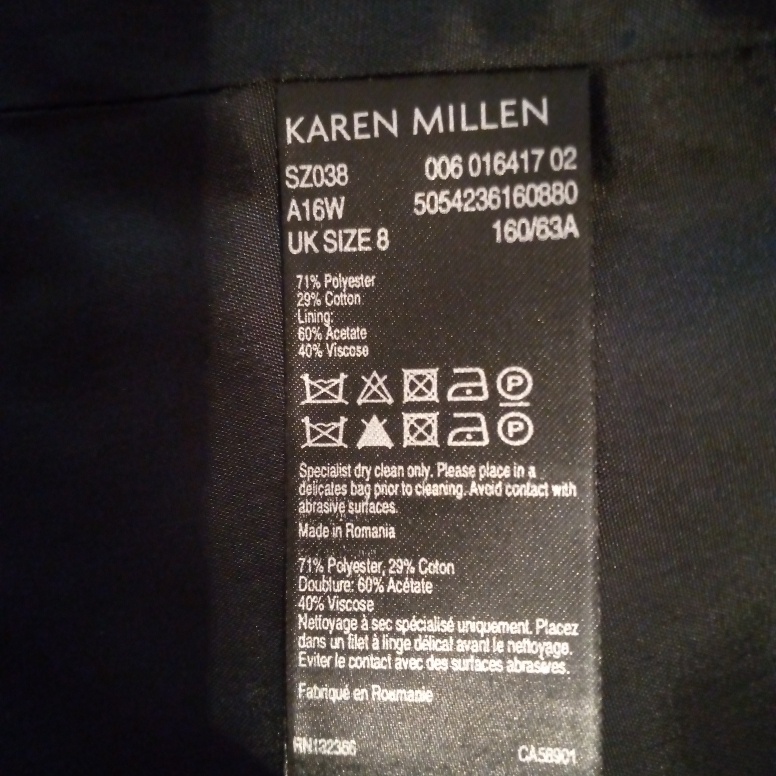 KAREN MILLEN
SZ038 006 016417 02
A16W 5054236160880
UK SIZE 8 160/63A
71% Polyester
29% Cotton
Lining:
60% Acetate
40% Viscose
P
P
Specialist dry clean only. Please place in a
delicates bag prior to cleaning. Avoid contact with
abrasive surfaces.
Made in Romania
71% Polyester, 29% Coton
Doublure: 60% Acétate
40% Viscose
Nettoyage à sec spécialisé uniquement. Placez
dans un filet à linge délicat avant le nettoyage.
Eviter le contact avec des surfaces abrasives.
Fabriqué en Roumanie
RN132366 CA58901